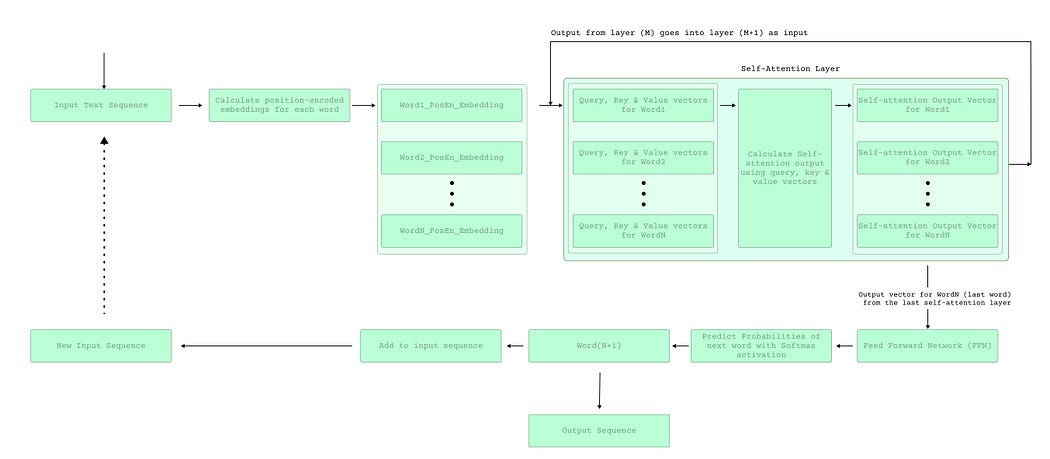 Output from layer (M) goes into layer (M+1) as input
Self-Attention Layer
Input Text Sequence
Calculate position-encoded
embeddings for each word
Word1_PosEn_Embedding
Query, Key & Value vectors
for Word1
Self-attention Output Vector
for Word1
Word2_PosEn_Embedding
Query, Key & Value vectors
for Word2
Calculate Self-
attention output
using query, key &
value vectors
Self-attention Output Vector
for Word2
WordN_PosEn_Embedding
Query, Key & Value vectors
for WordN
Self-attention Output Vector
for WordN
Output vector for WordN (last word)
from the last self-attention layer
New Input Sequence
Add to input sequence
Word(N+1)
Predict Probabilities of
next word with Softmax
activation
Feed Forward Network (FFN)
Output Sequence